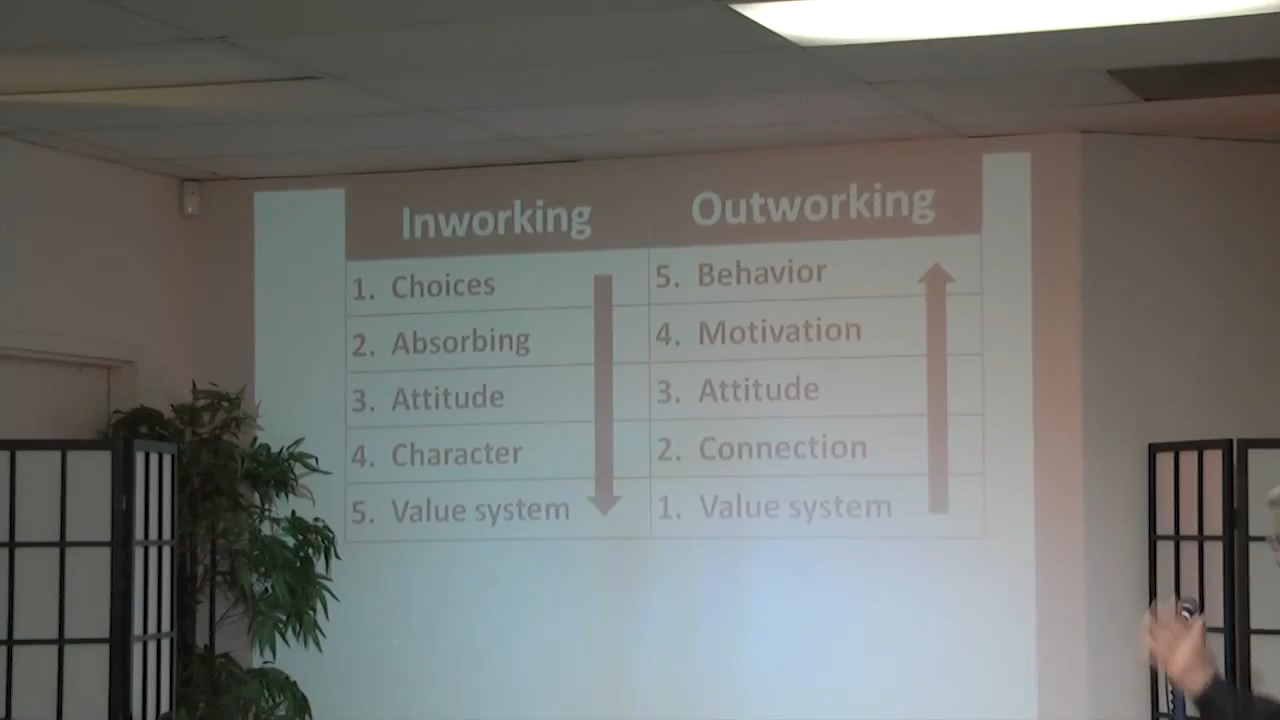 Inworking Outworking
1. Choices 5. Behavior
2. Absorbing 4. Motivation
3. Attitude 3. Attitude
4. Character 2. Connection
5. Value system 1. Value system